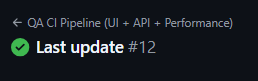 ← QA CI Pipeline (UI + API + Performance)
Last update #12